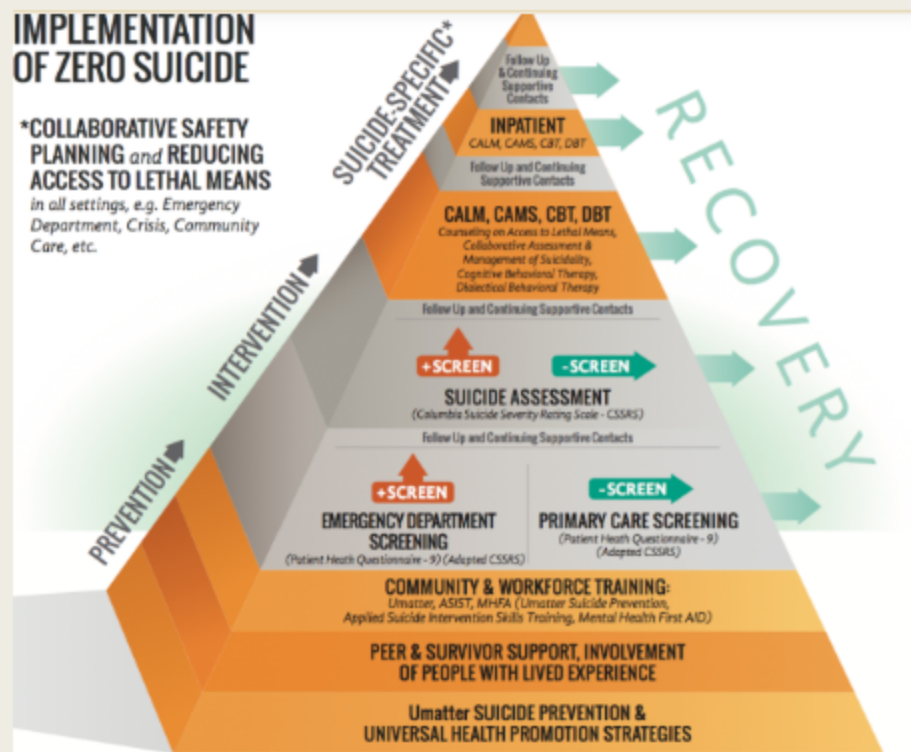 IMPLEMENTATION
OF ZERO SUICIDE
*COLLABORATIVE SAFETY
PLANNING and REDUCING
ACCESS TO LETHAL MEANS
in all settings, e.g. Emergency
Department, Crisis, Community
Care, etc.
PREVENTION
INTERVENTION
SUICIDE-SPECIFIC*
TREATMENT
Follow Up
& Continuing
Supportive
Contacts
INPATIENT
CALM, CAMS, CBT, DBT
Follow Up and Continuing
Supportive Contacts
CALM, CAMS, CBT, DBT
Counseling on Access to Lethal Means,
Collaborative Assessment &
Management of Suicidality,
Cognitive Behavioral Therapy,
Dialectical Behavioral Therapy
Follow Up and Continuing Supportive Contacts
+SCREEN
-SCREEN
SUICIDE ASSESSMENT
(Columbia Suicide Severity Rating Scale - CSSRS)
Follow Up and Continuing Supportive Contacts
+SCREEN
EMERGENCY DEPARTMENT
SCREENING
(Patient Heath Questionnaire - 9) (Adapted CSSRS)
-SCREEN
PRIMARY CARE SCREENING
(Patient Heath Questionnaire - 9)
(Adapted CSSRS)
COMMUNITY & WORKFORCE TRAINING:
Umatter, ASIST, MHFA (Umatter Suicide Prevention,
Applied Suicide Intervention Skills Training, Mental Health First AID)
PEER & SURVIVOR SUPPORT, INVOLVEMENT
OF PEOPLE WITH LIVED EXPERIENCE
Umatter SUICIDE PREVENTION &
UNIVERSAL HEALTH PROMOTION STRATEGIES
RECOVERY